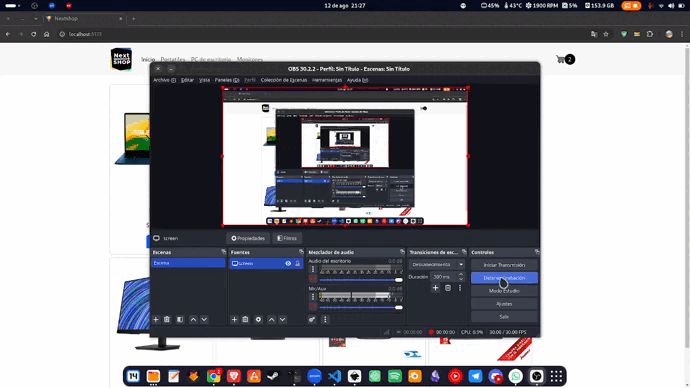 12 de ago 21:27
45% 43°C 1900 RPM 5% 153.9 GB
Nextshop
localhost:5173
Next
SHOP
Inicio Portatiles PC de escritorio Monitores
2
OBS 30.2.2 - Perfil: Sin Título - Escenas: Sin Título
Archivo (F) Editar Vista Paneles (D) Perfil Colección de Escenas Herramientas Ayuda (H)
screen
Propiedades
Filtros
Escenas
Escena
Fuentes
screen
Mezclador de audio
Audio del escritorio 0.0 dB
Mic/Aux 0.0 dB
Transiciones de esc...
Desvanecimiento
Duración 300 ms
Controles
Iniciar Transmisión
Detener Grabación
Modo Estudio
Ajustes
Salir
00:00:00
00:00:00
CPU: 0.9%
30.00 / 30.00 FPS
14